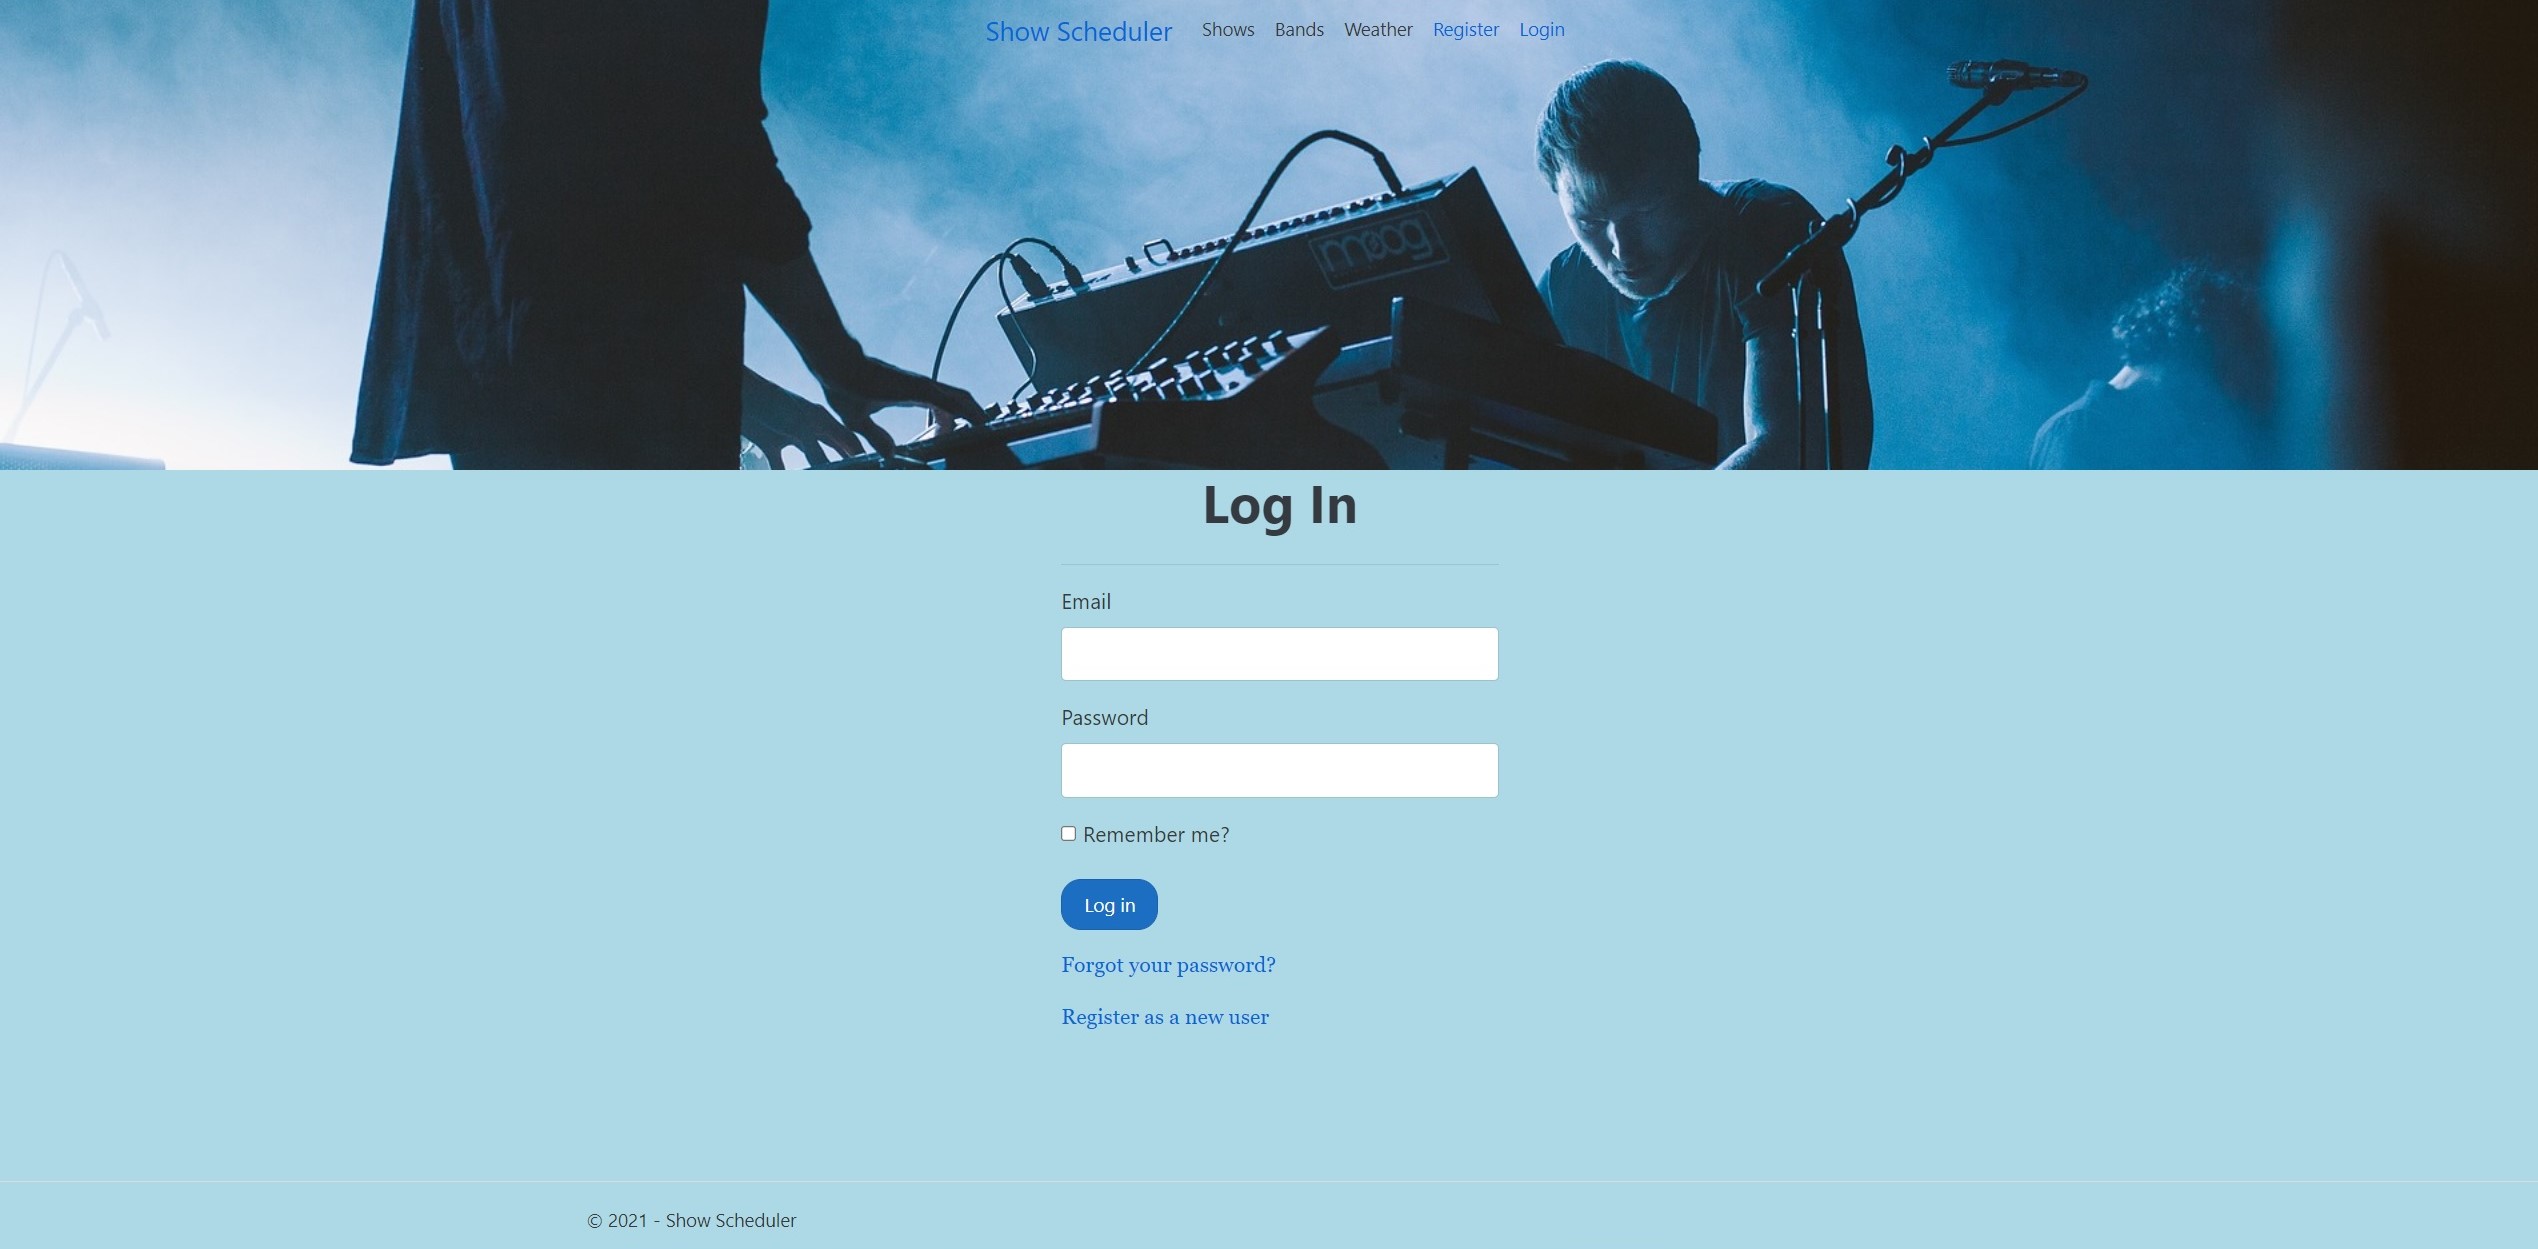 Show Scheduler Shows Bands Weather Register Login
moog
Log In
Email
Password
Remember me?
Log in
Forgot your password?
Register as a new user
© 2021 - Show Scheduler